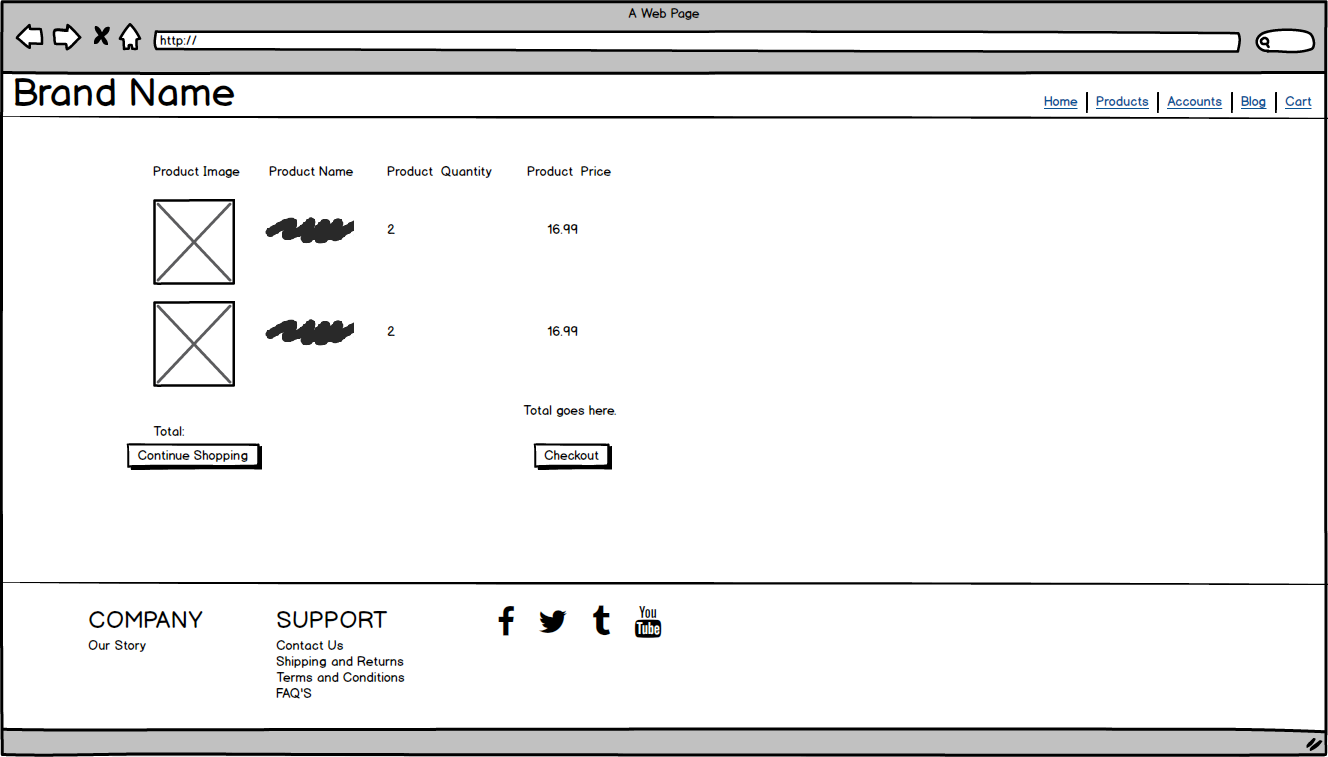 A Web Page
http://
Brand Name
Home Products Accounts Blog Cart
Product Image Product Name Product Quantity Product Price
2 16.99
2 16.99
Total goes here.
Total:
Continue Shopping Checkout
COMPANY
Our Story
SUPPORT
Contact Us
Shipping and Returns
Terms and Conditions
FAQ'S
f t You Tube